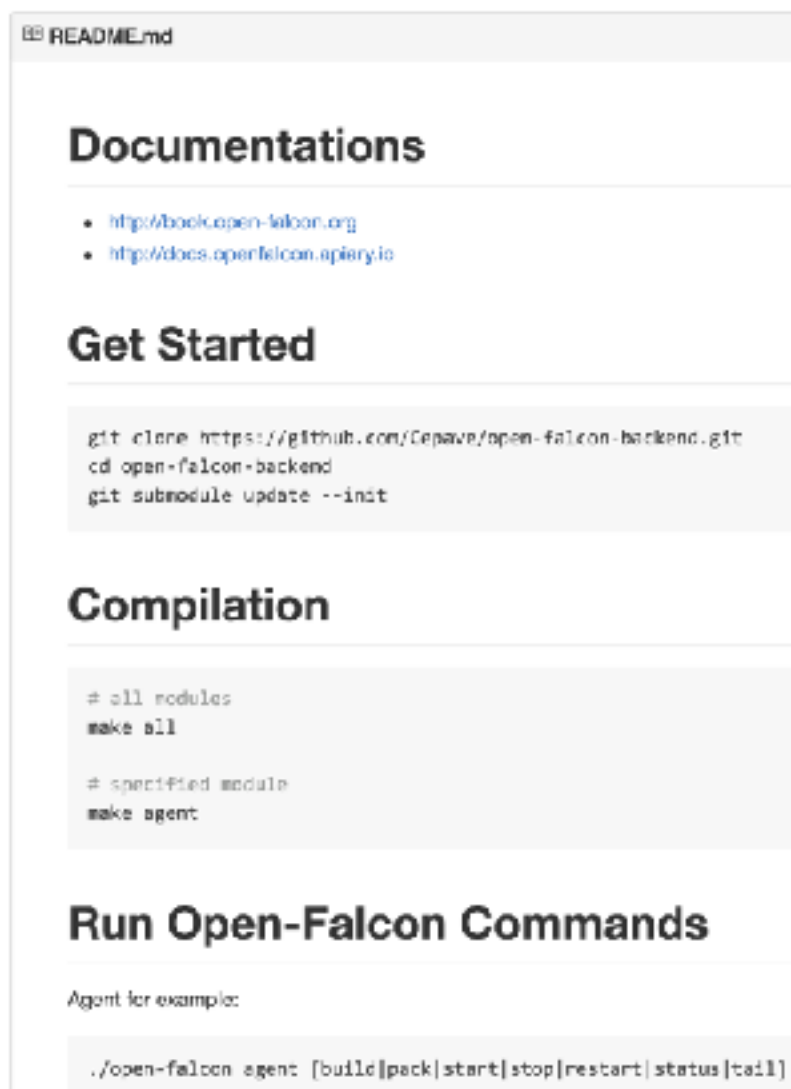 README.md
Documentations
http://book.open-falcon.org
http://docs.openfalcon.apiary.io
Get Started
git clone https://github.com/Cepave/open-falcon-backend.git
cd open-falcon-backend
git submodule update --init
Compilation
# all modules
make all
# specified module
make agent
Run Open-Falcon Commands
Agent for example:
./open-falcon agent [build|pack|start|stop|restart|status|tail]